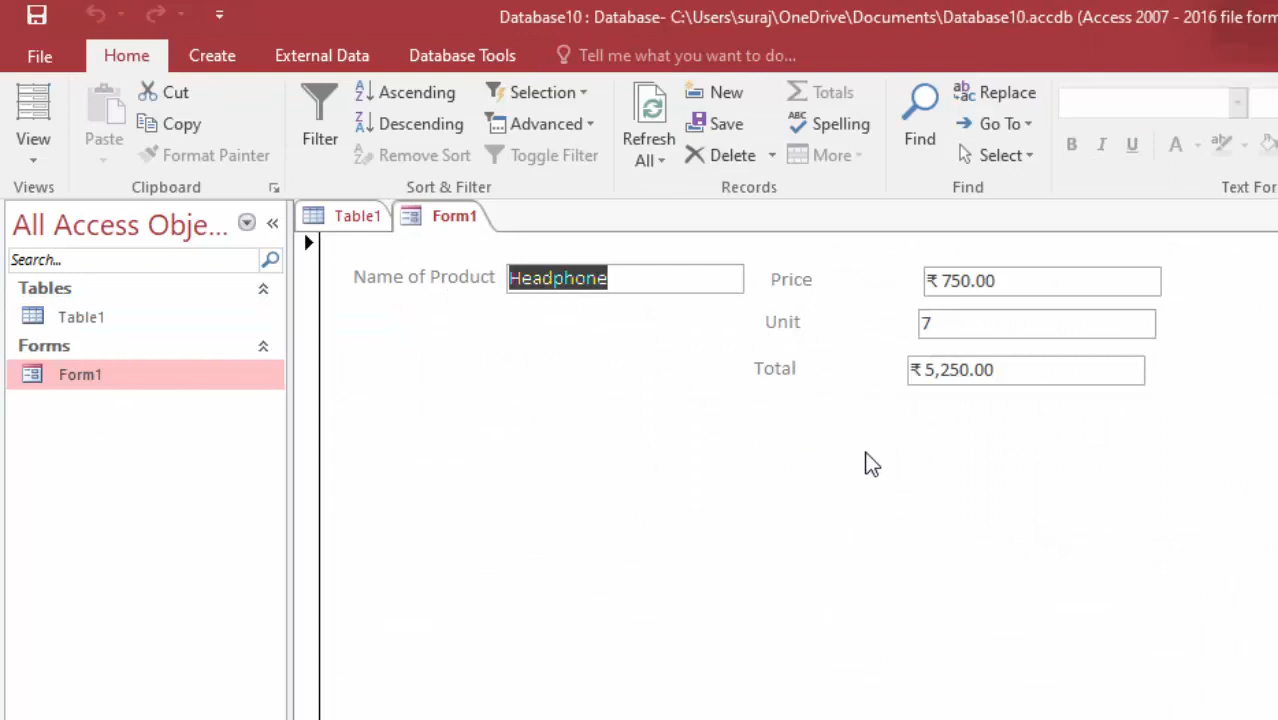 Database10 : Database- C:\Users\suraj\OneDrive\Documents\Database10.accdb (Access 2007 - 2016 file form
File Home Create External Data Database Tools Tell me what you want to do...
View
Views
Paste
Cut
Copy
Format Painter
Clipboard
Filter
Ascending
Descending
Remove Sort
Selection
Advanced
Toggle Filter
Sort & Filter
Refresh
All
New
Save
Delete
Totals
Spelling
More
Records
Find
Replace
Go To
Select
Find
B I U A
Text For
All Access Obje...
Search...
Tables
Table1
Forms
Form1
Table1 Form1
Name of Product Headphone
Price ₹ 750.00
Unit 7
Total ₹ 5,250.00